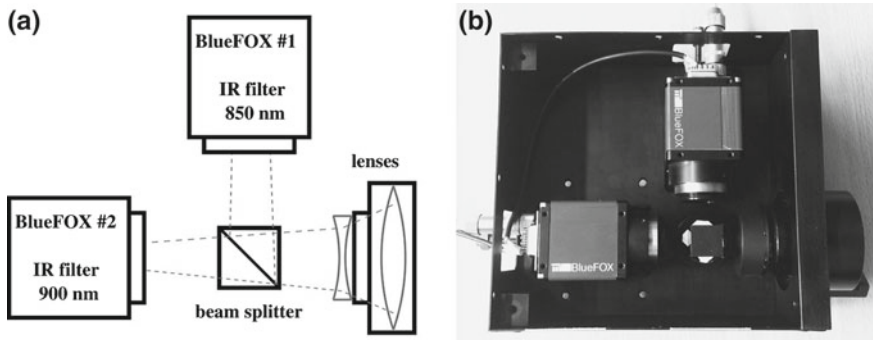 (a)
BlueFOX #1
IR filter
850 nm
lenses
BlueFOX #2
IR filter
900 nm
beam splitter
(b)
BlueFOX
BlueFOX